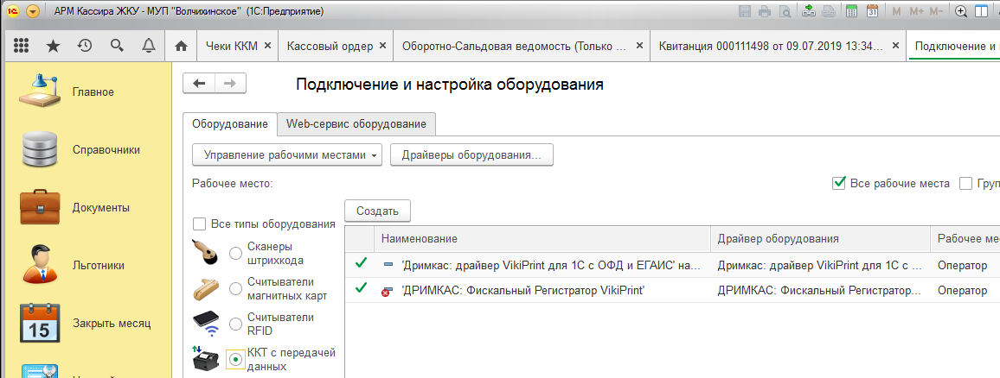 АРМ Кассира ЖКУ - МУП "Волчихинское" (1С:Предприятие)
M M+ M-
Чеки ККМ × Кассовый ордер × Оборотно-Сальдовая ведомость (Только ... × Квитанция 000111498 от 09.07.2019 13:34... × Подключение и
Главное
Справочники
Документы
Льготники
15
Закрыть месяц
Подключение и настройка оборудования
Оборудование Web-сервис оборудование
Управление рабочими местами Драйверы оборудования...
Рабочее место:
Все рабочие места Груп
Все типы оборудования
Сканеры
штрихкода
Считыватели
магнитных карт
Считыватели
RFID
ККТ с передачей
данных
Создать
Наименование Драйвер оборудования Рабочее ме
'Дримкас: драйвер VikiPrint для 1С с ОФД и ЕГАИС' на... Дримкас: драйвер VikiPrint для 1С с ... Оператор
'ДРИМКАС: Фискальный Регистратор VikiPrint' ДРИМКАС: Фискальный Регистратор... Оператор